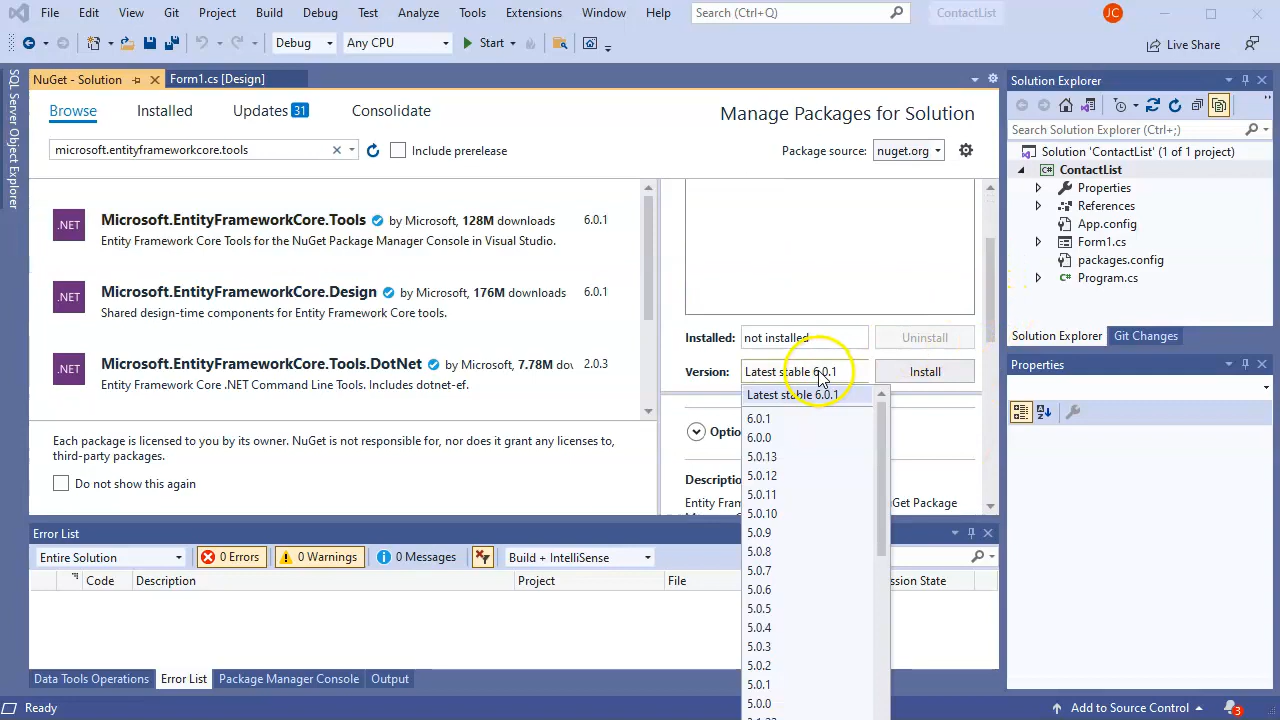 File Edit View Git Project Build Debug Test Analyze Tools Extensions Window Help Search (Ctrl+Q) ContactList JC
Debug Any CPU Start Live Share
SQL Server Object Explorer
NuGet - Solution Form1.cs [Design]
Browse Installed Updates 31 Consolidate
Manage Packages for Solution
microsoft.entityframeworkcore.tools Include prerelease
Package source: nuget.org
.NET Microsoft.EntityFrameworkCore.Tools by Microsoft, 128M downloads 6.0.1
Entity Framework Core Tools for the NuGet Package Manager Console in Visual Studio.
.NET Microsoft.EntityFrameworkCore.Design by Microsoft, 176M downloads 6.0.1
Shared design-time components for Entity Framework Core tools.
.NET Microsoft.EntityFrameworkCore.Tools.DotNet by Microsoft, 7.78M dov 2.0.3
Entity Framework Core .NET Command Line Tools. Includes dotnet-ef.
Each package is licensed to you by its owner. NuGet is not responsible for, nor does it grant any licenses to,
third-party packages.
Do not show this again
Installed: not installed Uninstall
Version: Latest stable 6.0.1 Install
Latest stable 6.0.1
6.0.1
6.0.0
5.0.13
5.0.12
5.0.11
5.0.10
5.0.9
5.0.8
5.0.7
5.0.6
5.0.5
5.0.4
5.0.3
5.0.2
5.0.1
5.0.0
Optio
Descriptio
Entity Fram
Get Package
Solution Explorer
Search Solution Explorer (Ctrl+;)
Solution 'ContactList' (1 of 1 project)
C# ContactList
Properties
References
App.config
Form1.cs
packages.config
C# Program.cs
Solution Explorer Git Changes
Properties
Error List
Entire Solution 0 Errors 0 Warnings 0 Messages Build + IntelliSense
Code Description Project File ssion State
Data Tools Operations Error List Package Manager Console Output
Ready Add to Source Control 3